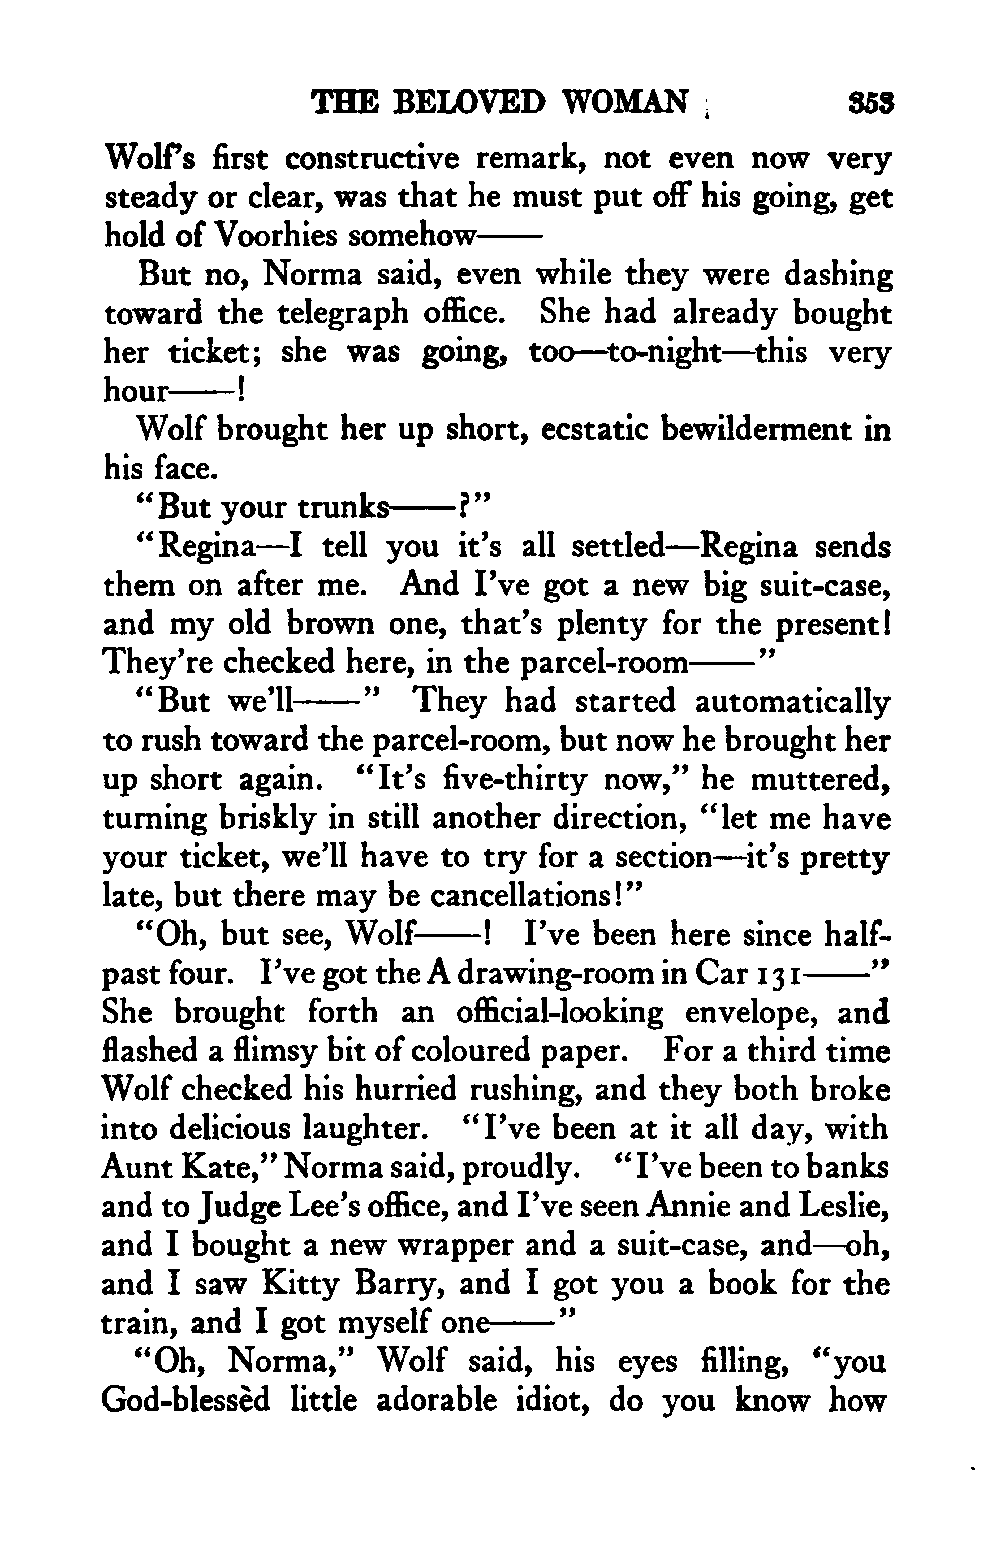 THE BELOVED WOMAN 353
Wolf's first constructive remark, not even now very
steady or clear, was that he must put off his going, get
hold of Voorhies somehow——
But no, Norma said, even while they were dashing
toward the telegraph office. She had already bought
her ticket; she was going, too—to-night—this very
hour——!
Wolf brought her up short, ecstatic bewilderment in
his face.
"But your trunks——?"
"Regina—I tell you it's all settled—Regina sends
them on after me. And I've got a new big suit-case,
and my old brown one, that's plenty for the present!
They're checked here, in the parcel-room——"
"But we'll——" They had started automatically
to rush toward the parcel-room, but now he brought her
up short again. "It's five-thirty now," he muttered,
turning briskly in still another direction, "let me have
your ticket, we'll have to try for a section—it's pretty
late, but there may be cancellations!"
"Oh, but see, Wolf——! I've been here since half-
past four. I've got the A drawing-room in Car 131——"
She brought forth an official-looking envelope, and
flashed a flimsy bit of coloured paper. For a third time
Wolf checked his hurried rushing, and they both broke
into delicious laughter. "I've been at it all day, with
Aunt Kate," Norma said, proudly. "I've been to banks
and to Judge Lee's office, and I've seen Annie and Leslie,
and I bought a new wrapper and a suit-case, and—oh,
and I saw Kitty Barry, and I got you a book for the
train, and I got myself one——"
"Oh, Norma," Wolf said, his eyes filling, "you
God-blessèd little adorable idiot, do you know how